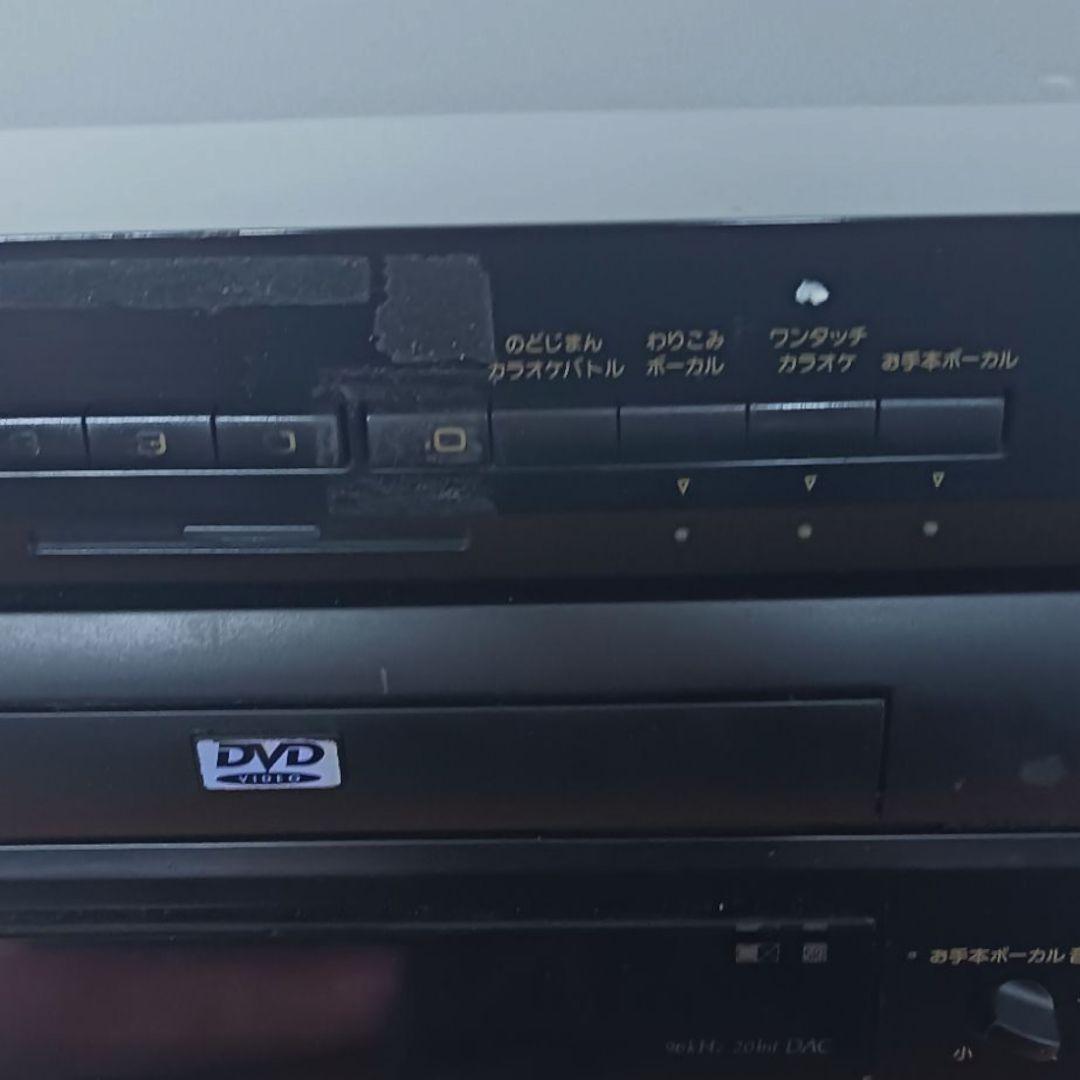 のどじまん
カラオケバトル
わりこみ
ボーカル
ワンタッチ
カラオケ
お手本ボーカル
DVD
VIDEO
お手本ボーカル
小
96kHz 20bit DAC